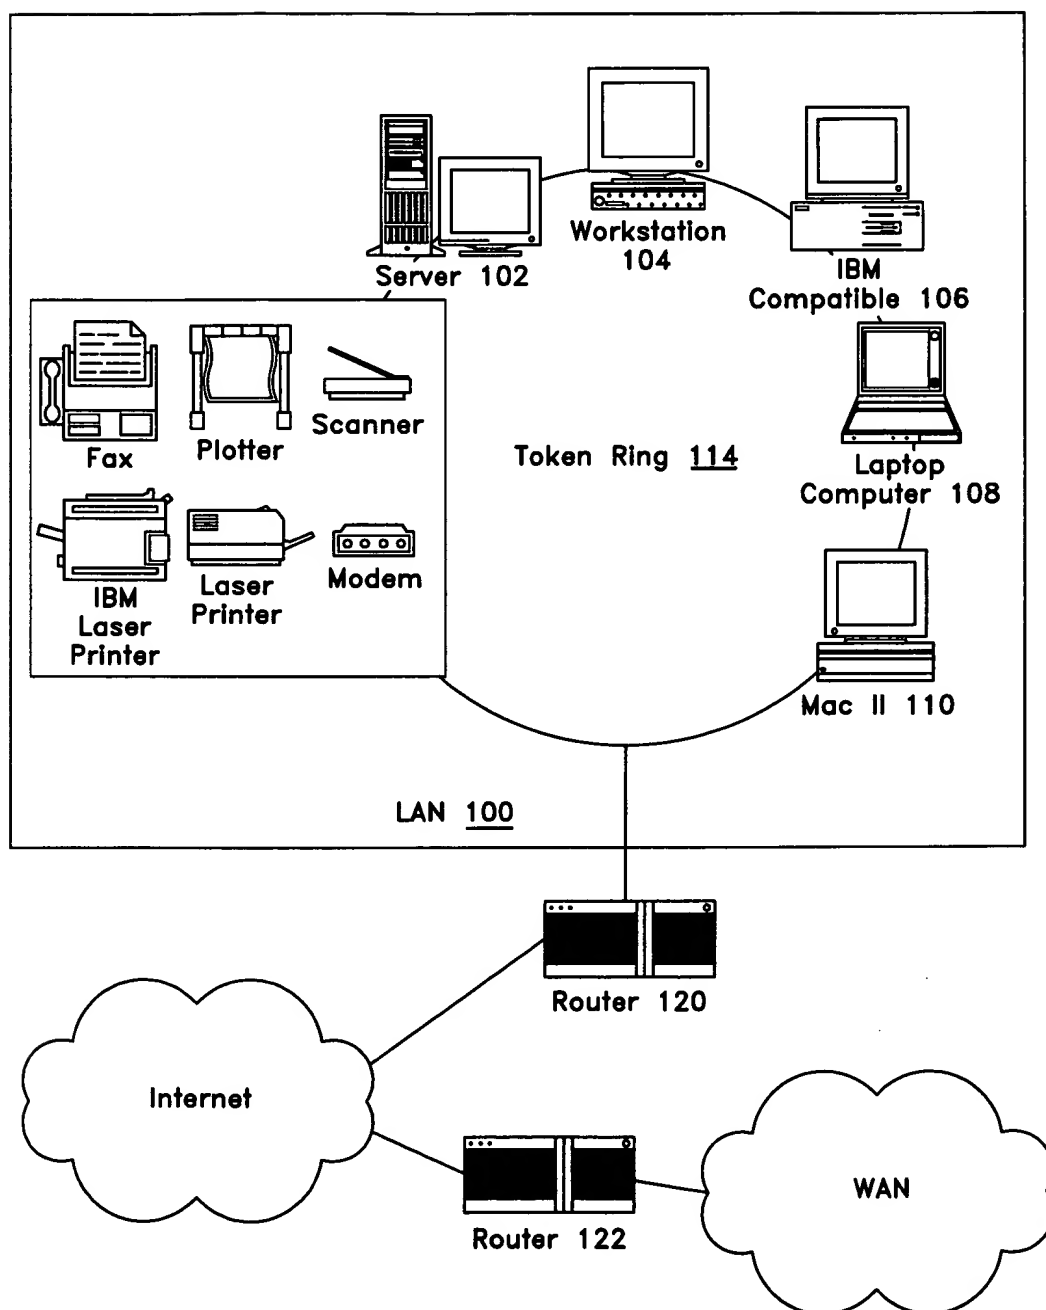 Server 102
Workstation
104
IBM
Compatible 106
Fax
Plotter
Scanner
Token Ring 114
Laptop
Computer 108
IBM
Laser
Printer
Laser
Printer
Modem
Mac II 110
LAN 100
Router 120
Internet
Router 122
WAN